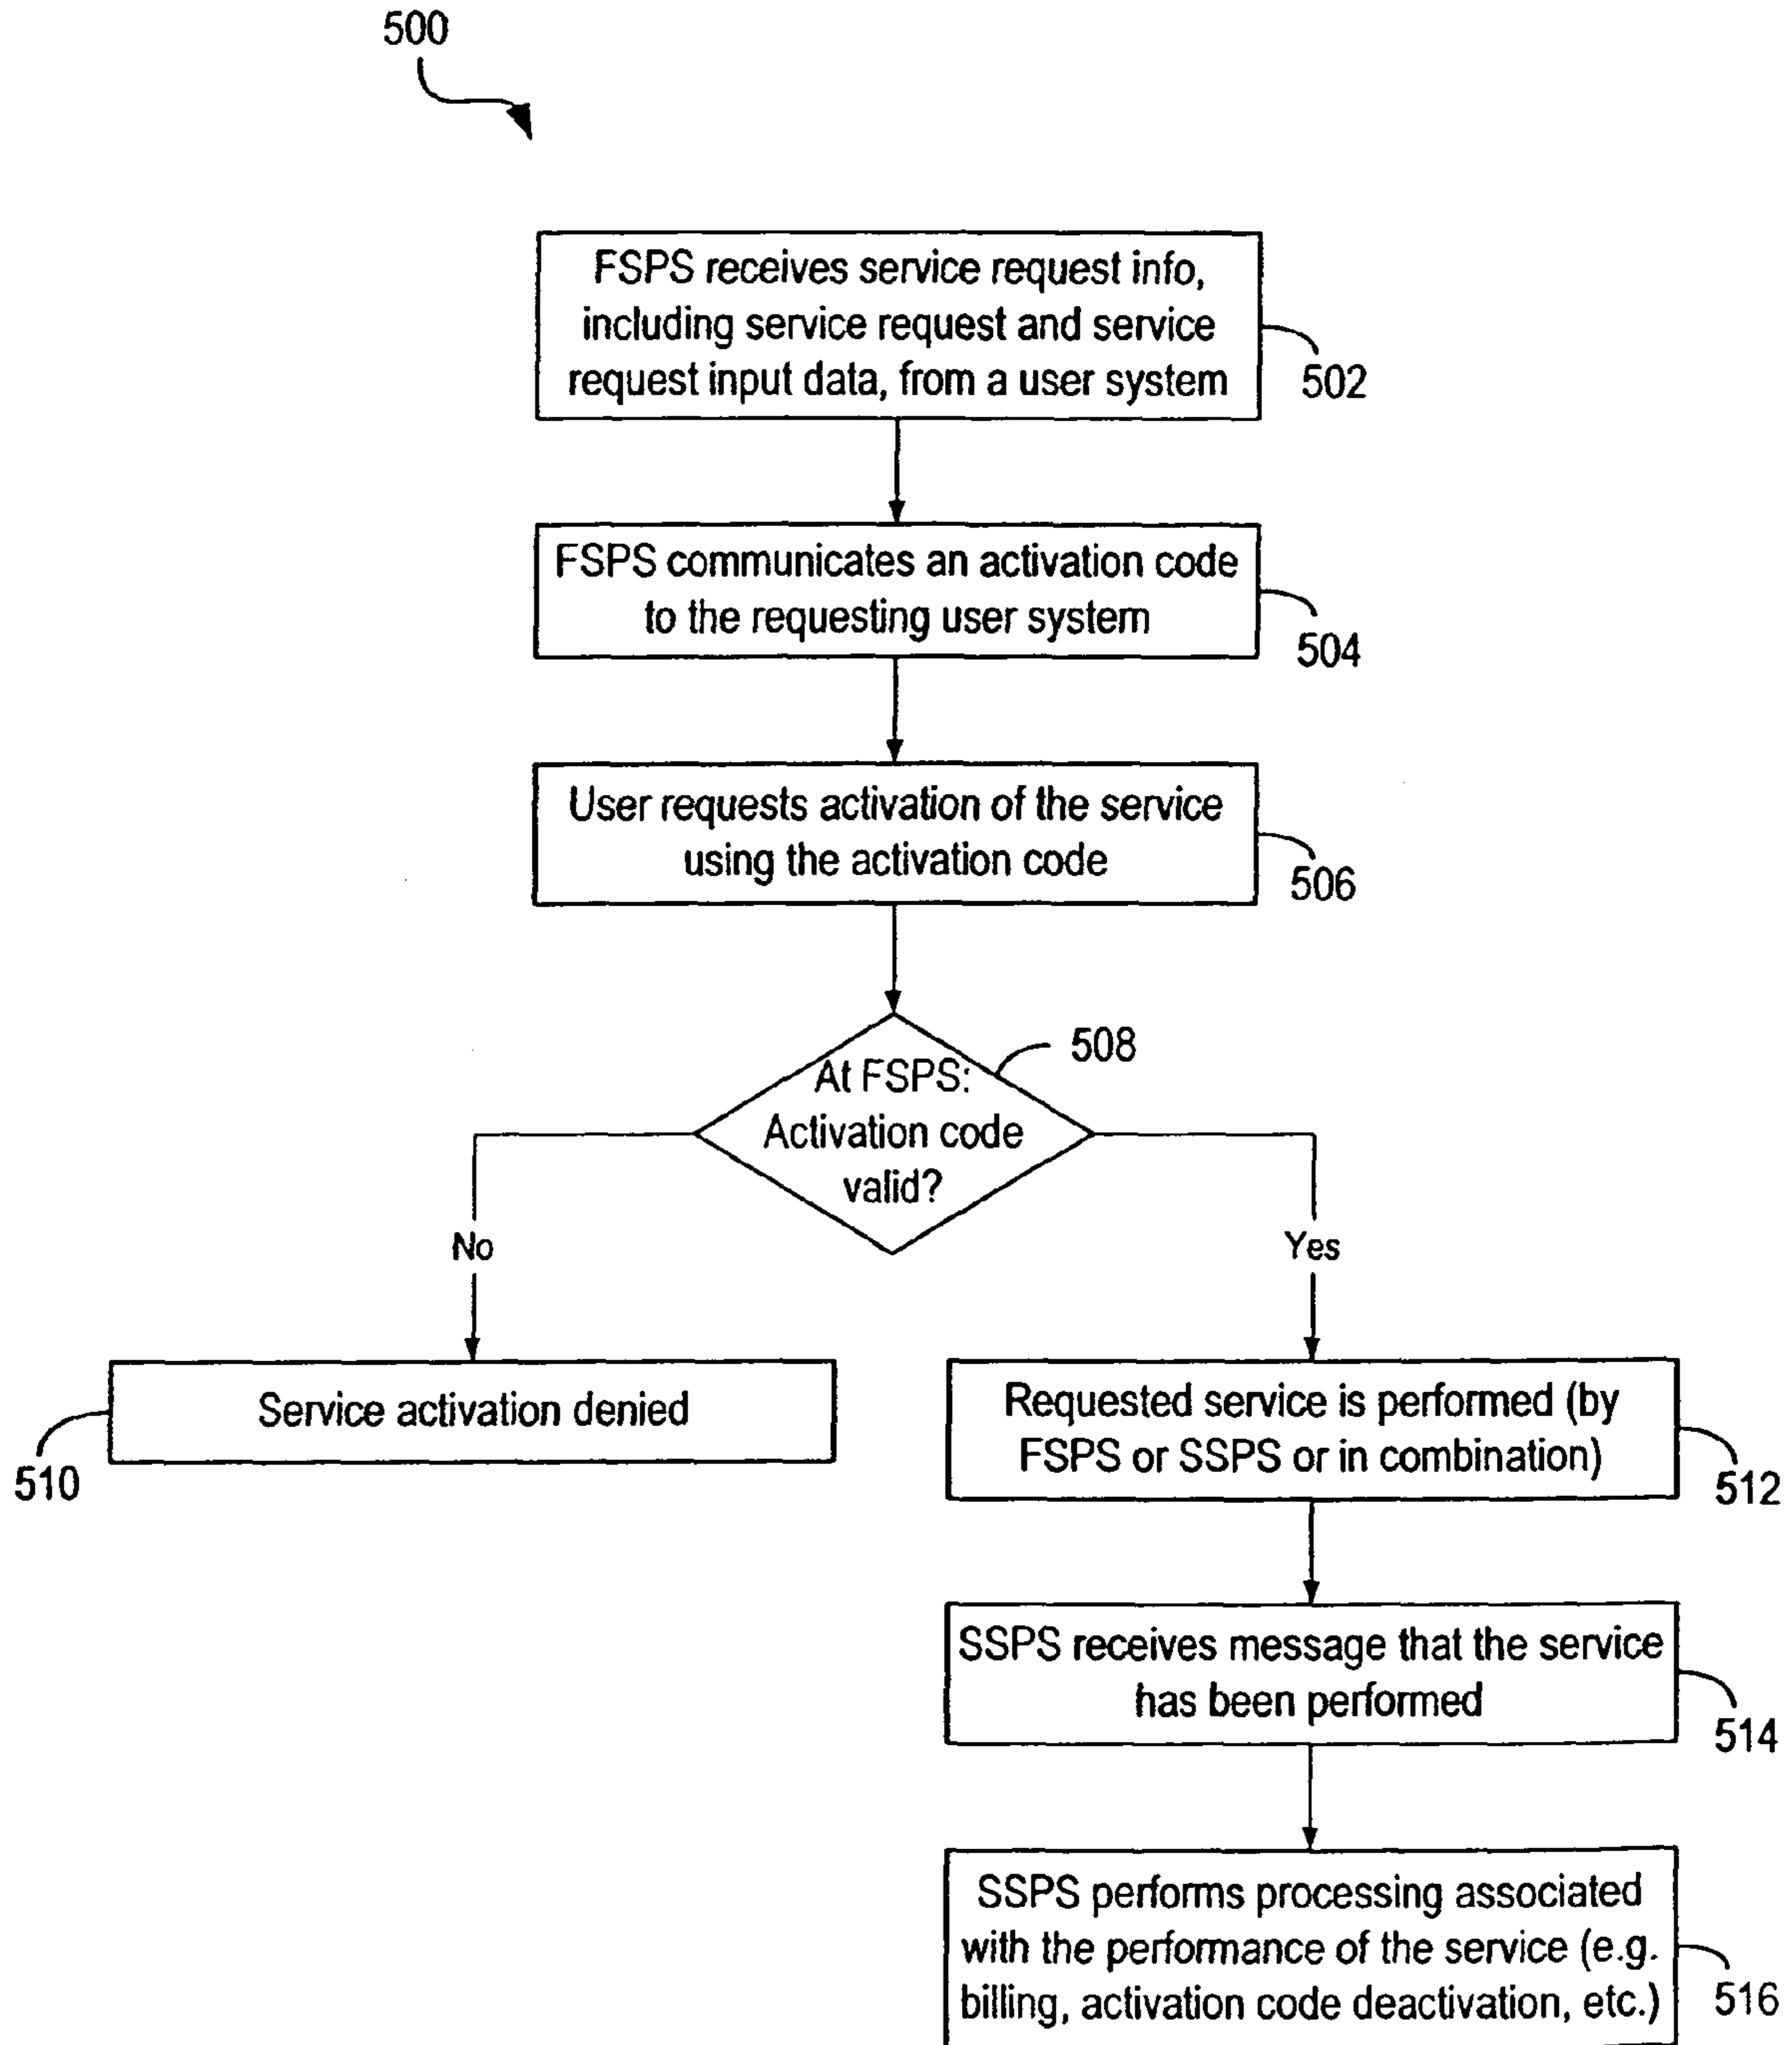 500
FSPS receives service request info,
including service request and service
request input data, from a user system
502
FSPS communicates an activation code
to the requesting user system
504
User requests activation of the service
using the activation code
506
508
At FSPS:
Activation code
valid?
No
Yes
Service activation denied
510
Requested service is performed (by
FSPS or SSPS or in combination)
512
SSPS receives message that the service
has been performed
514
SSPS performs processing associated
with the performance of the service (e.g.
billing, activation code deactivation, etc.)
516